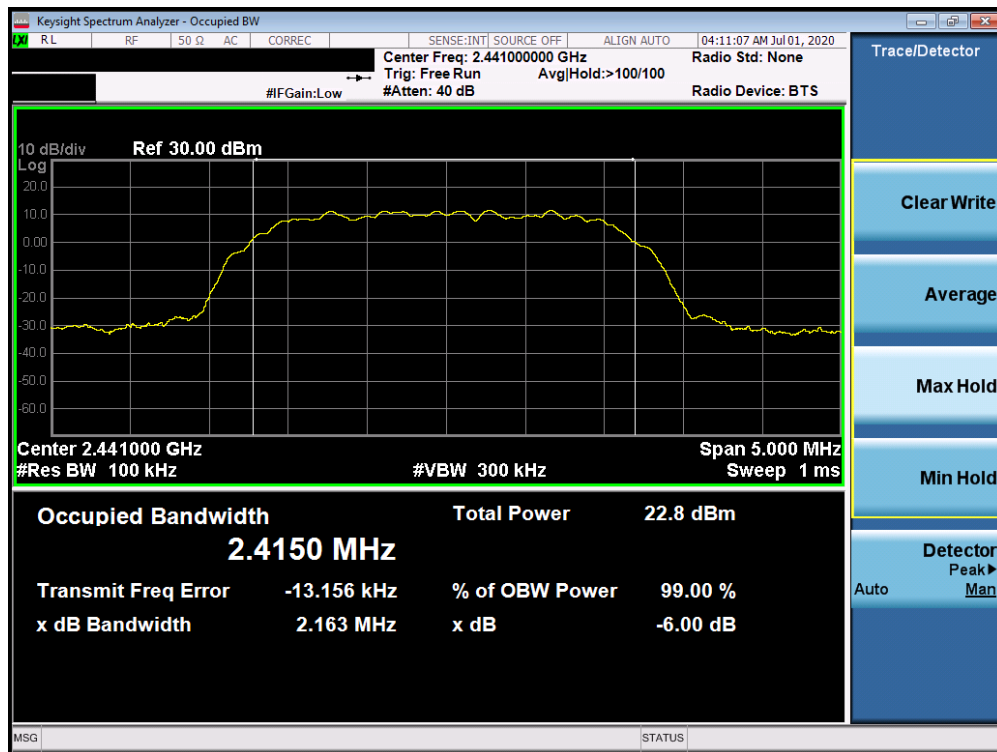 Keysight Spectrum Analyzer - Occupied BW
LXI RL RF 50 Ω AC CORREC SENSE:INT SOURCE OFF ALIGN AUTO 04:11:07 AM Jul 01, 2020
Center Freq: 2.441000000 GHz Radio Std: None
Trig: Free Run Avg|Hold:>100/100
#IFGain:Low #Atten: 40 dB Radio Device: BTS
10 dB/div Ref 30.00 dBm
Log
20.0
10.0
0.00
-10.0
-20.0
-30.0
-40.0
-50.0
-60.0
Center 2.441000 GHz Span 5.000 MHz
#Res BW 100 kHz #VBW 300 kHz Sweep 1 ms
Occupied Bandwidth Total Power 22.8 dBm
2.4150 MHz
Transmit Freq Error -13.156 kHz % of OBW Power 99.00 %
x dB Bandwidth 2.163 MHz x dB -6.00 dB
MSG STATUS
Trace/Detector
Clear Write
Average
Max Hold
Min Hold
Detector
Peak▶
Auto Man